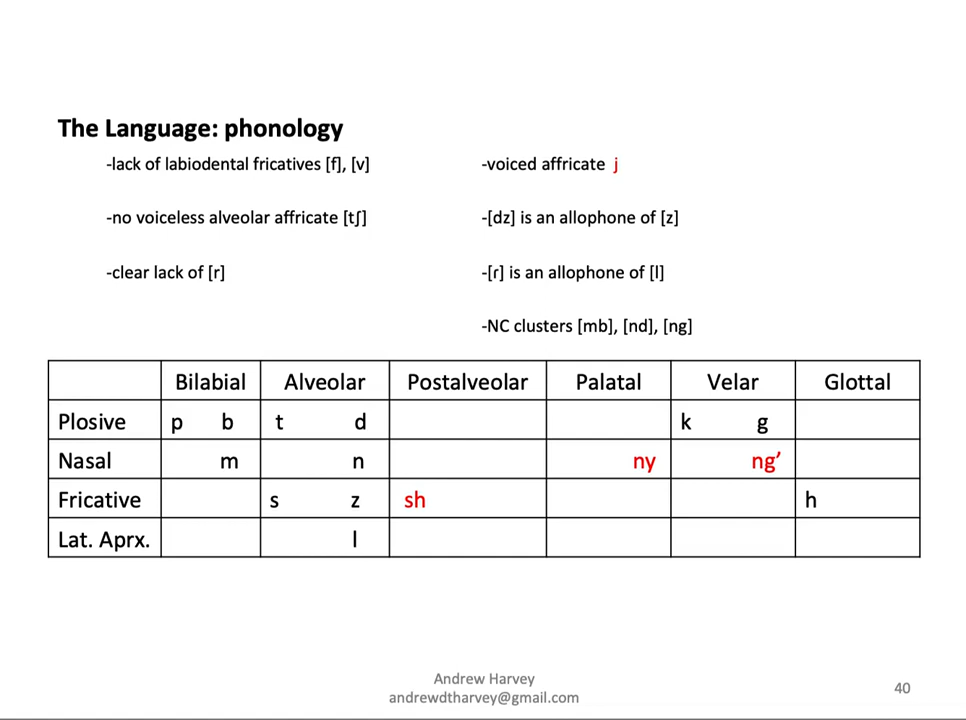 The Language: phonology
-lack of labiodental fricatives [f], [v]
-voiced affricate j
-no voiceless alveolar affricate [tʃ]
-[dz] is an allophone of [z]
-clear lack of [r]
-[ɾ] is an allophone of [l]
-NC clusters [mb], [nd], [ng]
Bilabial Alveolar Postalveolar Palatal Velar Glottal
Plosive p b t d k g
Nasal m n ny ng’
Fricative s z sh h
Lat. Aprx. l
Andrew Harvey
andrewdtharvey@gmail.com
40